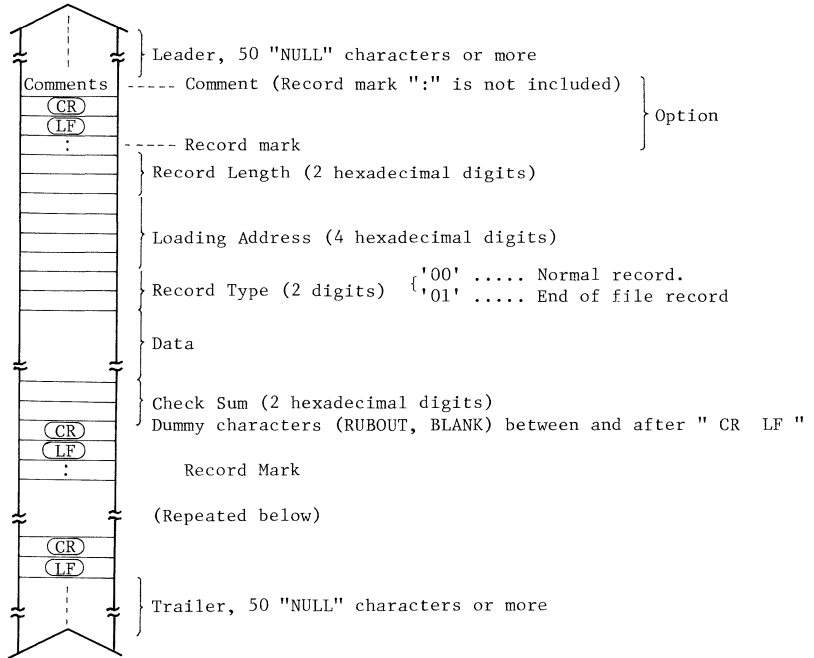 Leader, 50 "NULL" characters or more
Comments ----- Comment (Record mark ":" is not included)
CR
Option
LF
: ----- Record mark
Record Length (2 hexadecimal digits)
Loading Address (4 hexadecimal digits)
'00' ..... Normal record.
Record Type (2 digits)
'01' ..... End of file record
Data
Check Sum (2 hexadecimal digits)
Dummy characters (RUBOUT, BLANK) between and after " CR LF "
CR
LF
: Record Mark
(Repeated below)
CR
LF
Trailer, 50 "NULL" characters or more